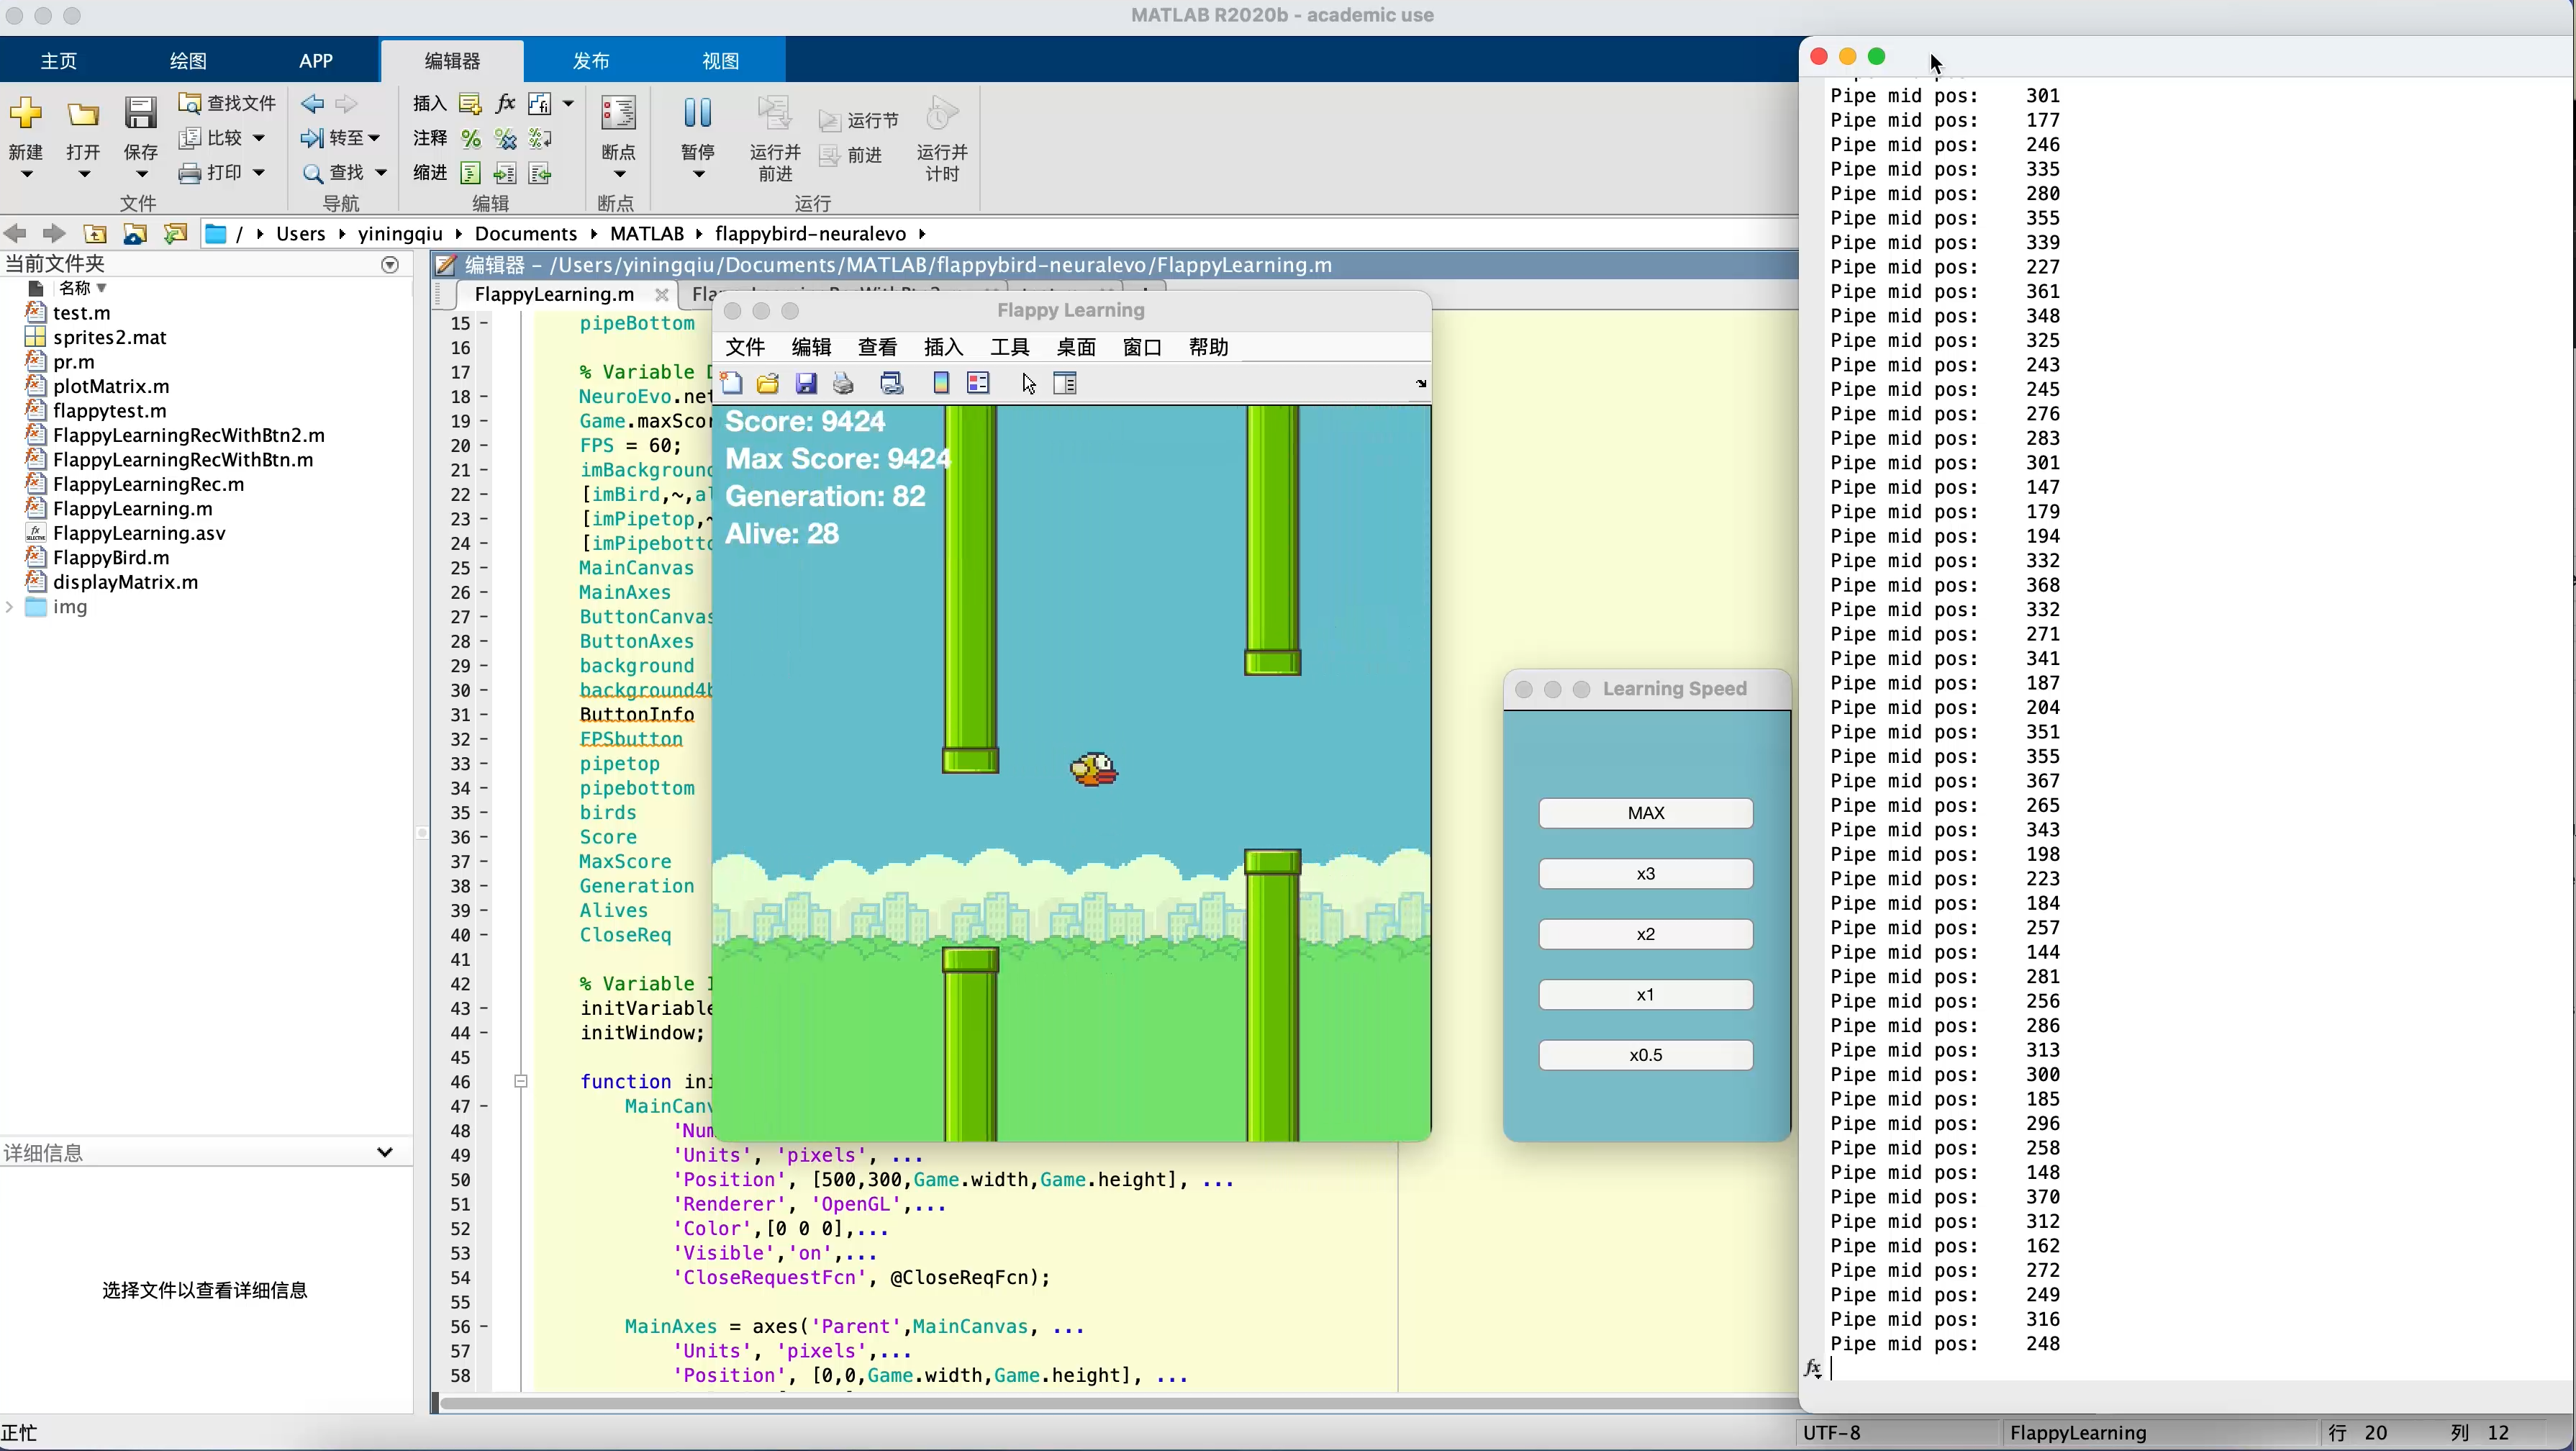 MATLAB R2020b - academic use
主页 绘图 APP 编辑器 发布 视图
新建 打开 保存 查找文件 比较 打印
文件
转至 查找
导航
插入 fx
注释
缩进
编辑
断点
断点
暂停 运行并前进 运行节 前进 运行并计时
运行
/ Users yiningqiu Documents MATLAB flappybird-neuralevo
当前文件夹
名称
test.m
sprites2.mat
pr.m
plotMatrix.m
flappytest.m
FlappyLearningRecWithBtn2.m
FlappyLearningRecWithBtn.m
FlappyLearningRec.m
FlappyLearning.m
FlappyLearning.asv
FlappyBird.m
displayMatrix.m
img
详细信息
选择文件以查看详细信息
正忙
编辑器 - /Users/yiningqiu/Documents/MATLAB/flappybird-neuralevo/FlappyLearning.m
FlappyLearning.m
15 pipeBottom
16
17 % Variable
18 NeuroEvo.net
19 Game.maxScor
20 FPS = 60;
21 imBackground
22 [imBird,~,al
23 [imPipetop,~
24 [imPipebotto
25 MainCanvas
26 MainAxes
27 ButtonCanvas
28 ButtonAxes
29 background
30 background4b
31 ButtonInfo
32 FPSbutton
33 pipetop
34 pipebottom
35 birds
36 Score
37 MaxScore
38 Generation
39 Alives
40 CloseReq
41
42 % Variable
43 initVariable
44 initWindow;
45
46 function ini
47 MainCanv
48 'Num
49 'Units', 'pixels', ...
50 'Position', [500,300,Game.width,Game.height], ...
51 'Renderer', 'OpenGL',...
52 'Color',[0 0 0],...
53 'Visible','on',...
54 'CloseRequestFcn', @CloseReqFcn);
55
56 MainAxes = axes('Parent',MainCanvas, ...
57 'Units', 'pixels',...
58 'Position', [0,0,Game.width,Game.height], ...
Flappy Learning
文件 编辑 查看 插入 工具 桌面 窗口 帮助
Score: 9424
Max Score: 9424
Generation: 82
Alive: 28
Learning Speed
MAX
x3
x2
x1
x0.5
Pipe mid pos: 301
Pipe mid pos: 177
Pipe mid pos: 246
Pipe mid pos: 335
Pipe mid pos: 280
Pipe mid pos: 355
Pipe mid pos: 339
Pipe mid pos: 227
Pipe mid pos: 361
Pipe mid pos: 348
Pipe mid pos: 325
Pipe mid pos: 243
Pipe mid pos: 245
Pipe mid pos: 276
Pipe mid pos: 283
Pipe mid pos: 301
Pipe mid pos: 147
Pipe mid pos: 179
Pipe mid pos: 194
Pipe mid pos: 332
Pipe mid pos: 368
Pipe mid pos: 332
Pipe mid pos: 271
Pipe mid pos: 341
Pipe mid pos: 187
Pipe mid pos: 204
Pipe mid pos: 351
Pipe mid pos: 355
Pipe mid pos: 367
Pipe mid pos: 265
Pipe mid pos: 343
Pipe mid pos: 198
Pipe mid pos: 223
Pipe mid pos: 184
Pipe mid pos: 257
Pipe mid pos: 144
Pipe mid pos: 281
Pipe mid pos: 256
Pipe mid pos: 286
Pipe mid pos: 313
Pipe mid pos: 300
Pipe mid pos: 185
Pipe mid pos: 296
Pipe mid pos: 258
Pipe mid pos: 148
Pipe mid pos: 370
Pipe mid pos: 312
Pipe mid pos: 162
Pipe mid pos: 272
Pipe mid pos: 249
Pipe mid pos: 316
Pipe mid pos: 248
fx
UTF-8 FlappyLearning 行 20 列 12